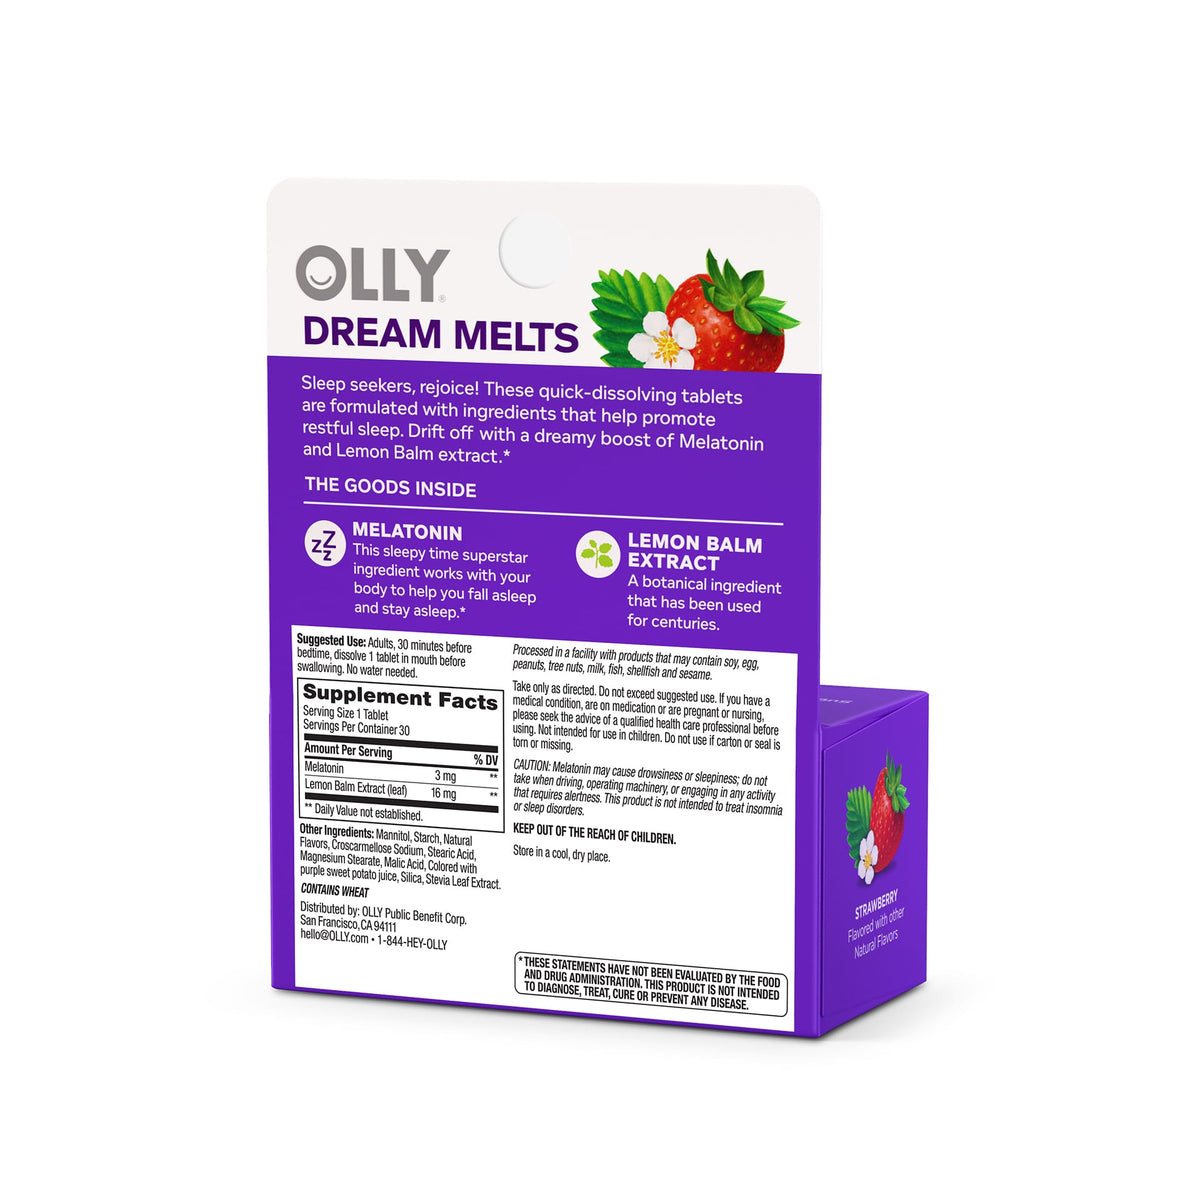 OLLY®
DREAM MELTS
Sleep seekers, rejoice! These quick-dissolving tablets
are formulated with ingredients that help promote
restful sleep. Drift off with a dreamy boost of Melatonin
and Lemon Balm extract.*
THE GOODS INSIDE
zZz
MELATONIN
This sleepy time superstar
ingredient works with your
body to help you fall asleep
and stay asleep.*
LEMON BALM
EXTRACT
A botanical ingredient
that has been used
for centuries.
Suggested Use: Adults, 30 minutes before
bedtime, dissolve 1 tablet in mouth before
swallowing. No water needed.
Supplement Facts
Serving Size 1 Tablet
Servings Per Container 30
Amount Per Serving % DV
Melatonin 3 mg **
Lemon Balm Extract (leaf) 16 mg **
** Daily Value not established.
Other Ingredients: Mannitol, Starch, Natural
Flavors, Croscarmellose Sodium, Stearic Acid,
Magnesium Stearate, Malic Acid, Colored with
purple sweet potato juice, Silica, Stevia Leaf Extract.
CONTAINS WHEAT
Distributed by: OLLY Public Benefit Corp.
San Francisco, CA 94111
hello@OLLY.com • 1-844-HEY-OLLY
Processed in a facility with products that may contain soy, egg,
peanuts, tree nuts, milk, fish, shellfish and sesame.
Take only as directed. Do not exceed suggested use. If you have a
medical condition, are on medication or are pregnant or nursing,
please seek the advice of a qualified health care professional before
using. Not intended for use in children. Do not use if carton or seal is
torn or missing.
CAUTION: Melatonin may cause drowsiness or sleepiness; do not
take when driving, operating machinery, or engaging in any activity
that requires alertness. This product is not intended to treat insomnia
or sleep disorders.
KEEP OUT OF THE REACH OF CHILDREN.
Store in a cool, dry place.
*THESE STATEMENTS HAVE NOT BEEN EVALUATED BY THE FOOD
AND DRUG ADMINISTRATION. THIS PRODUCT IS NOT INTENDED
TO DIAGNOSE, TREAT, CURE OR PREVENT ANY DISEASE.
STRAWBERRY
Flavored with other
Natural Flavors